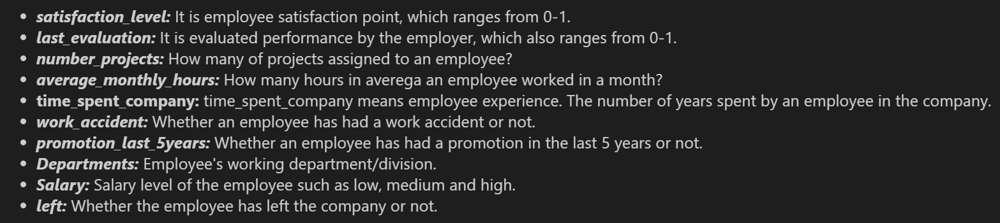 • satisfaction_level: It is employee satisfaction point, which ranges from 0-1.
• last_evaluation: It is evaluated performance by the employer, which also ranges from 0-1.
• number_projects: How many of projects assigned to an employee?
• average_monthly_hours: How many hours in averega an employee worked in a month?
• time_spent_company: time_spent_company means employee experience. The number of years spent by an employee in the company.
• work_accident: Whether an employee has had a work accident or not.
• promotion_last_5years: Whether an employee has had a promotion in the last 5 years or not.
• Departments: Employee's working department/division.
• Salary: Salary level of the employee such as low, medium and high.
• left: Whether the employee has left the company or not.